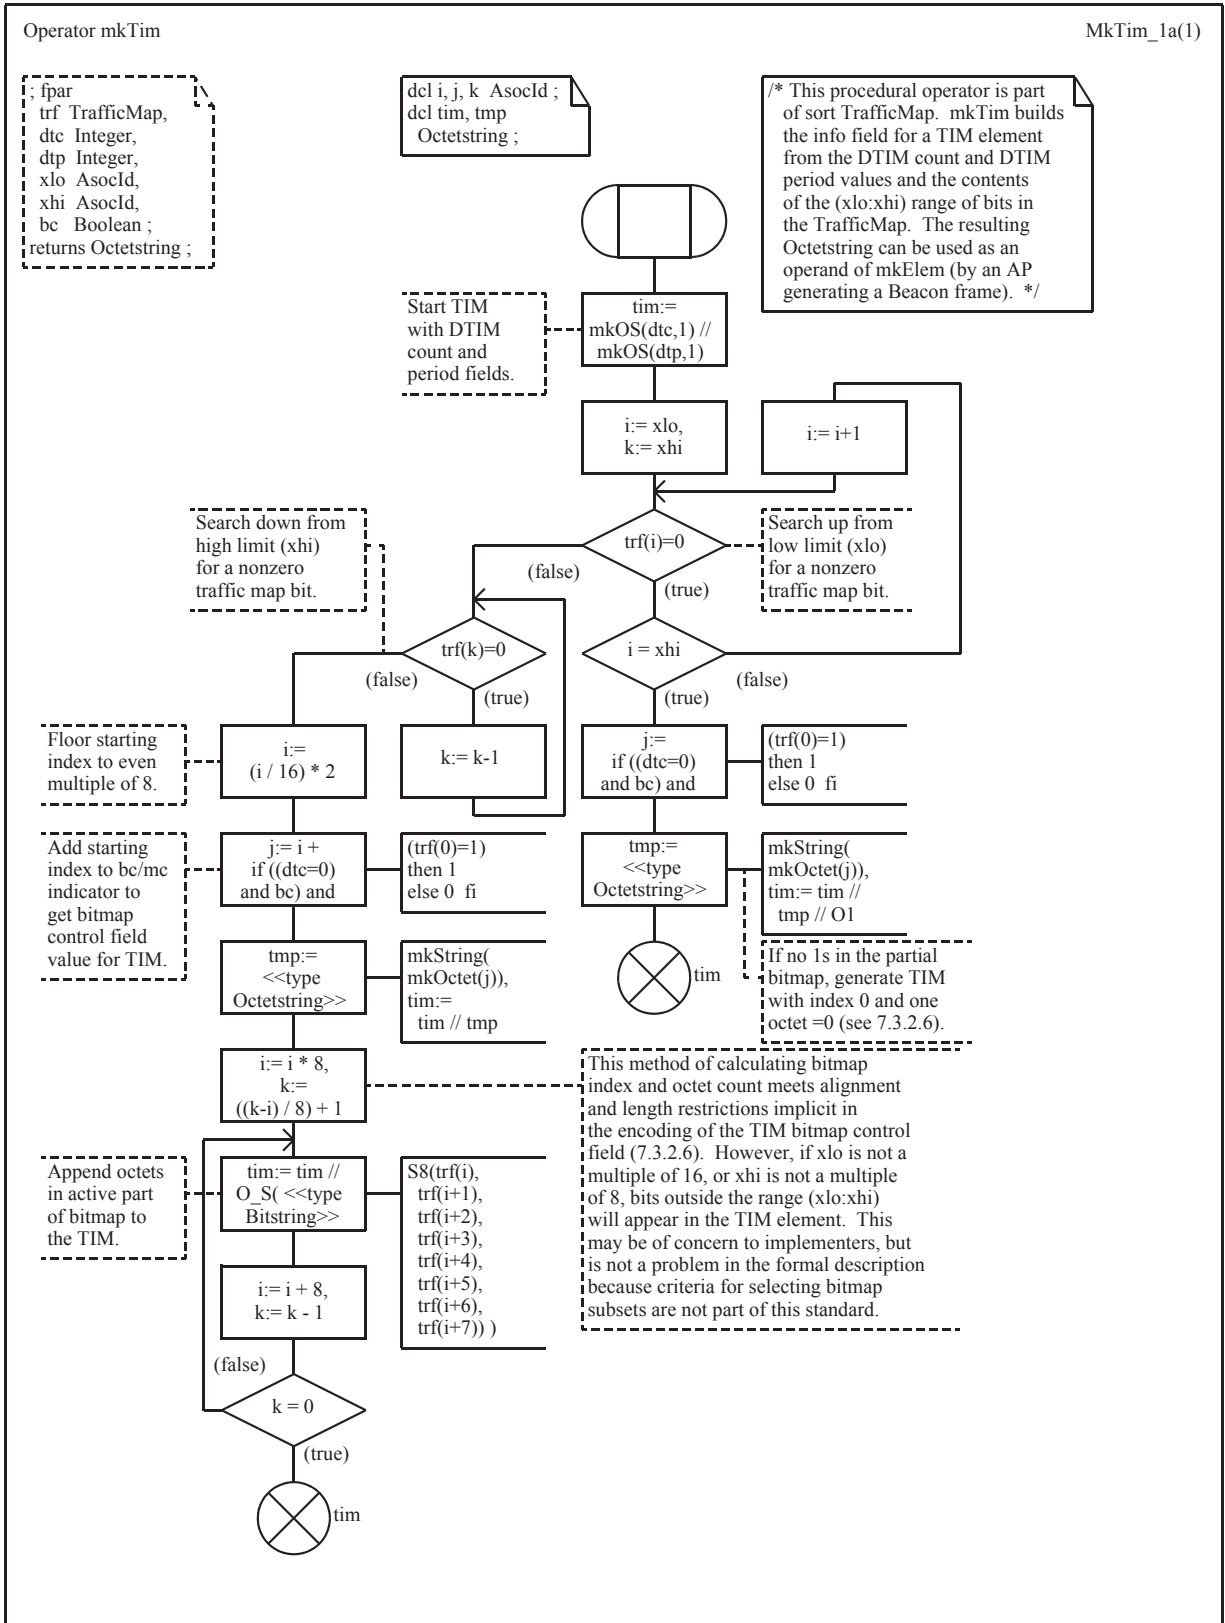 Operator mkTim
MkTim_1a(1)
; fpar
trf TrafficMap,
dtc Integer,
dtp Integer,
xlo AsocId,
xhi AsocId,
bc Boolean ;
returns Octetstring ;
dcl i, j, k AsocId ;
dcl tim, tmp
Octetstring ;
/* This procedural operator is part
of sort TrafficMap. mkTim builds
the info field for a TIM element
from the DTIM count and DTIM
period values and the contents
of the (xlo:xhi) range of bits in
the TrafficMap. The resulting
Octetstring can be used as an
operand of mkElem (by an AP
generating a Beacon frame). */
Start TIM
with DTIM
count and
period fields.
tim:=
mkOS(dtc,1) //
mkOS(dtp,1)
i:= xlo,
k:= xhi
i:= i+1
Search down from
high limit (xhi)
for a nonzero
traffic map bit.
trf(i)=0
Search up from
low limit (xlo)
for a nonzero
traffic map bit.
(false)
(true)
trf(k)=0
i = xhi
(false)
(true)
(true)
(false)
Floor starting
index to even
multiple of 8.
i:=
(i / 16) * 2
k:= k-1
j:=
if ((dtc=0)
and bc) and
(trf(0)=1)
then 1
else 0 fi
Add starting
index to bc/mc
indicator to
get bitmap
control field
value for TIM.
j:= i +
if ((dtc=0)
and bc) and
(trf(0)=1)
then 1
else 0 fi
tmp:=
<<type
Octetstring>>
mkString(
mkOctet(j)),
tim:= tim //
tmp // O1
tmp:=
<<type
Octetstring>>
mkString(
mkOctet(j)),
tim:=
tim // tmp
tim
If no 1s in the partial
bitmap, generate TIM
with index 0 and one
octet =0 (see 7.3.2.6).
i:= i * 8,
k:=
((k-i) / 8) + 1
This method of calculating bitmap
index and octet count meets alignment
and length restrictions implicit in
the encoding of the TIM bitmap control
field (7.3.2.6). However, if xlo is not a
multiple of 16, or xhi is not a multiple
of 8, bits outside the range (xlo:xhi)
will appear in the TIM element. This
may be of concern to implementers, but
is not a problem in the formal description
because criteria for selecting bitmap
subsets are not part of this standard.
Append octets
in active part
of bitmap to
the TIM.
tim:= tim //
O_S( <<type
Bitstring>>
S8(trf(i),
trf(i+1),
trf(i+2),
trf(i+3),
trf(i+4),
trf(i+5),
trf(i+6),
trf(i+7)) )
i:= i + 8,
k:= k - 1
(false)
k = 0
(true)
tim